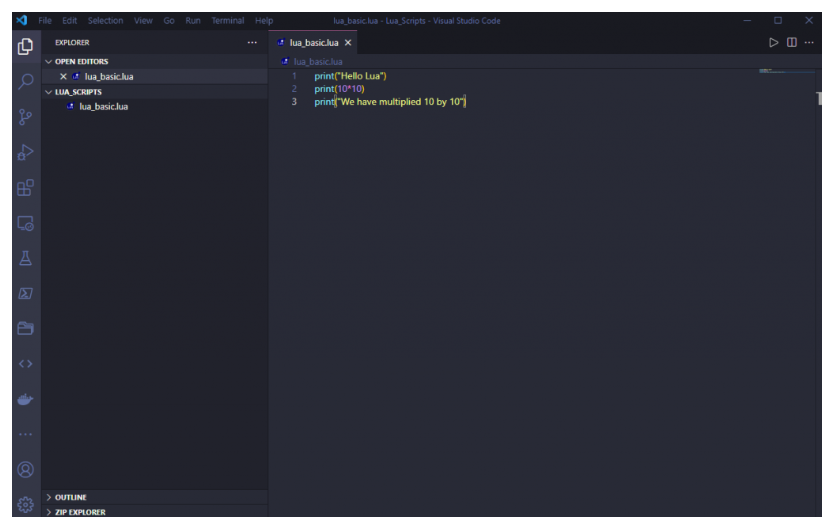 File Edit Selection View Go Run Terminal Help lua_basic.lua - Lua_Scripts - Visual Studio Code
EXPLORER
OPEN EDITORS
lua_basic.lua
LUA_SCRIPTS
lua_basic.lua
OUTLINE
ZIP EXPLORER
lua_basic.lua
lua_basic.lua
1 print("Hello Lua")
2 print(10*10)
3 print("We have multiplied 10 by 10")